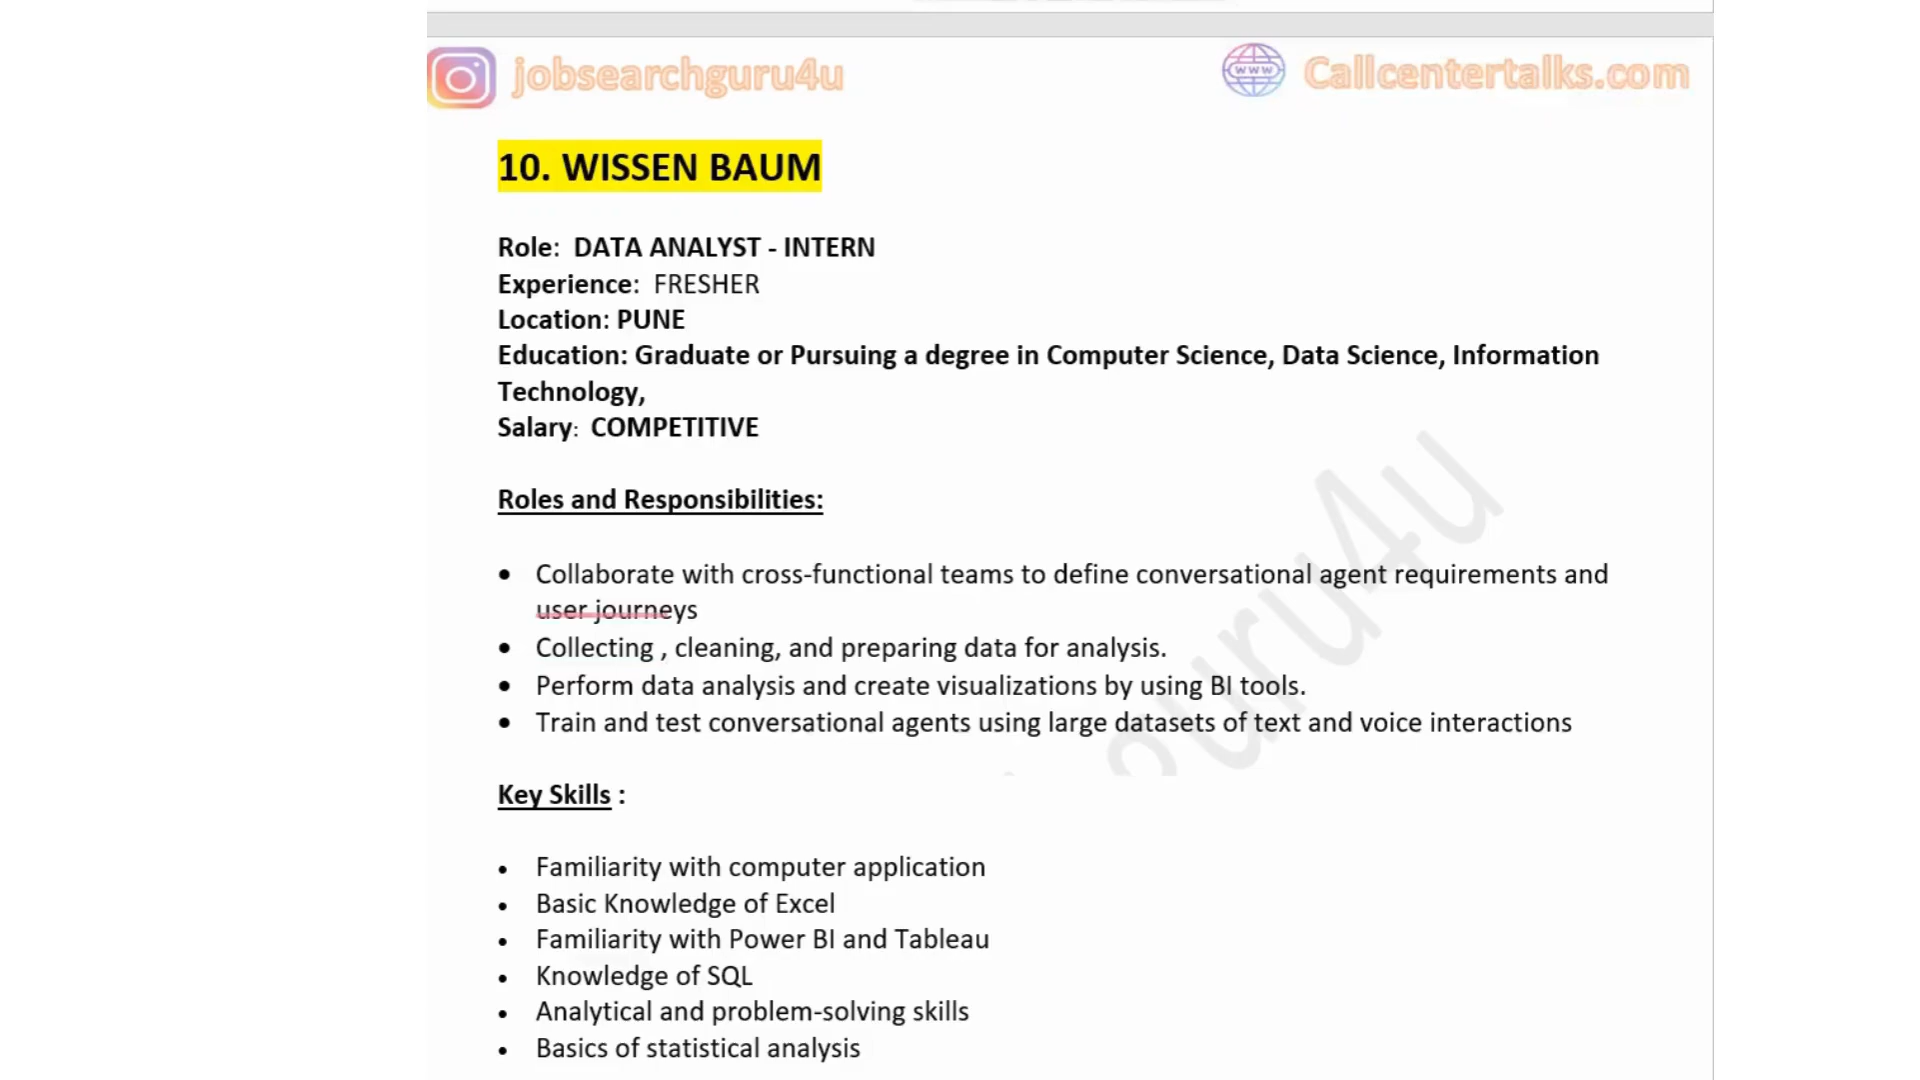 jobsearchguru4u
www Callcentertalks.com
10. WISSEN BAUM
Role: DATA ANALYST - INTERN
Experience: FRESHER
Location: PUNE
Education: Graduate or Pursuing a degree in Computer Science, Data Science, Information
Technology,
Salary: COMPETITIVE
Roles and Responsibilities:
• Collaborate with cross-functional teams to define conversational agent requirements and
user journeys
• Collecting , cleaning, and preparing data for analysis.
• Perform data analysis and create visualizations by using BI tools.
• Train and test conversational agents using large datasets of text and voice interactions
Key Skills :
• Familiarity with computer application
• Basic Knowledge of Excel
• Familiarity with Power BI and Tableau
• Knowledge of SQL
• Analytical and problem-solving skills
• Basics of statistical analysis